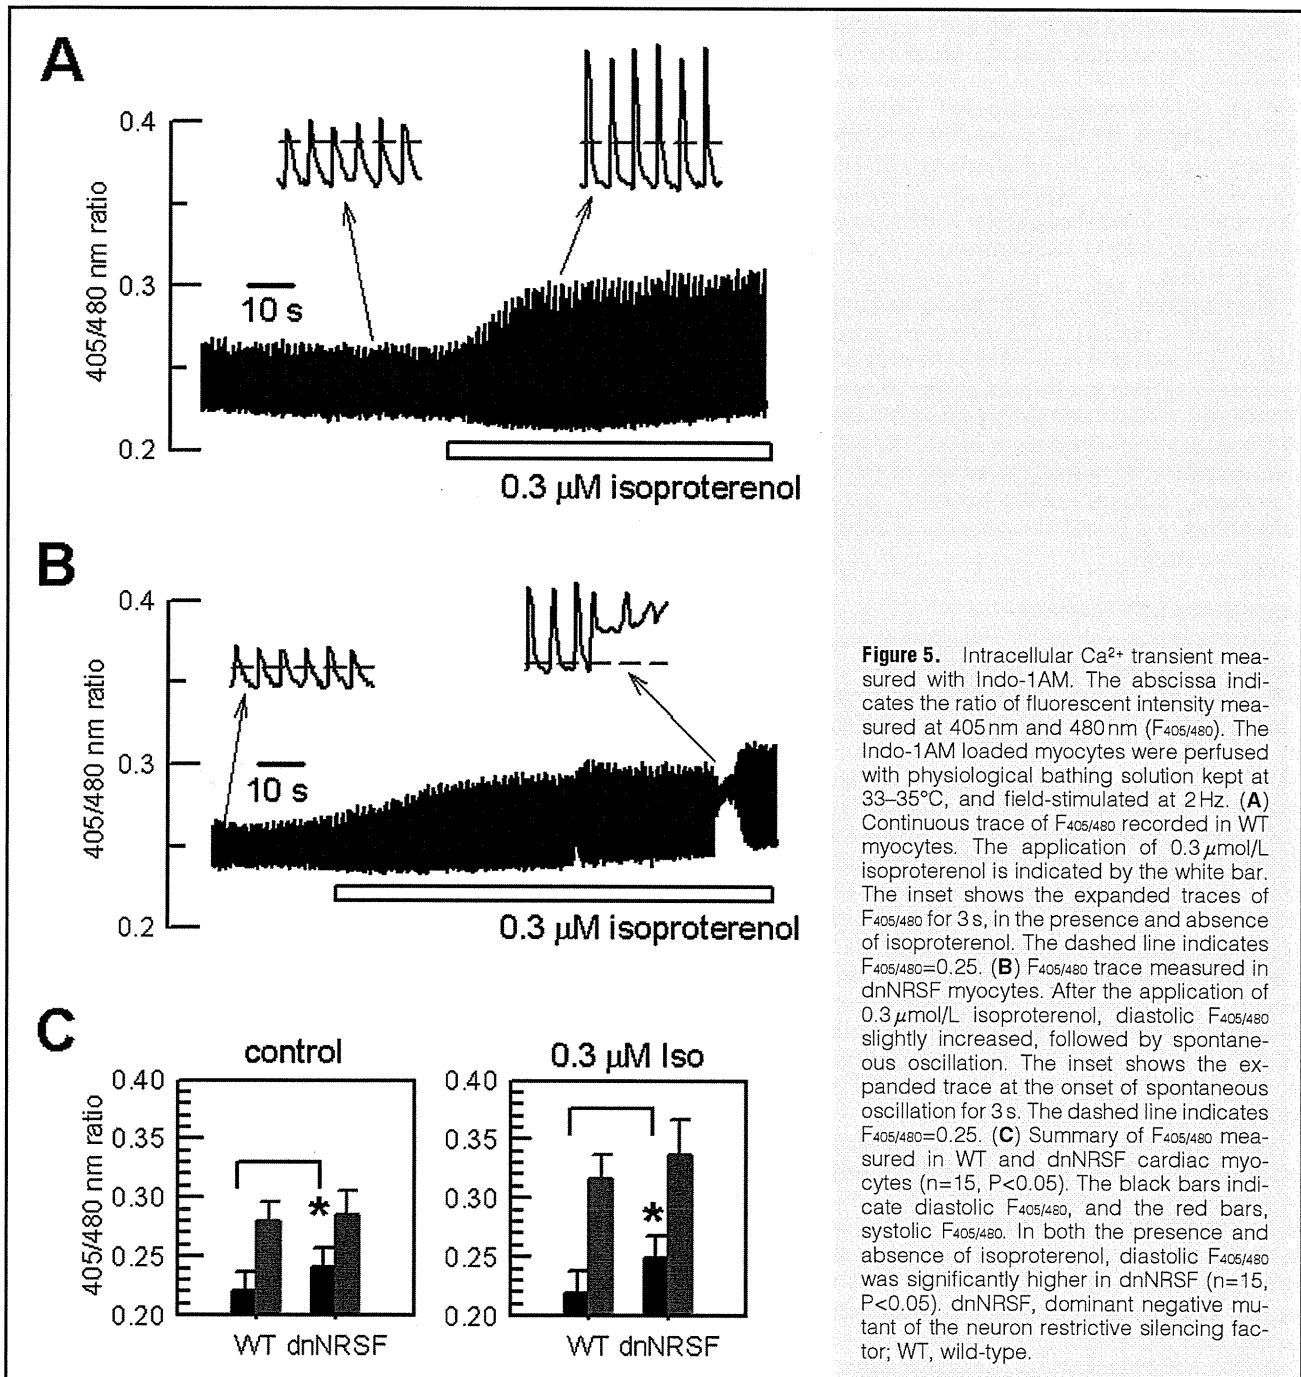 A
0.4
0.3
0.2
405/480 nm ratio
10 s
0.3 µM isoproterenol
B
0.4
0.3
0.2
405/480 nm ratio
10 s
0.3 µM isoproterenol
C
control
0.40
0.35
0.30
0.25
0.20
405/480 nm ratio
*
WT dnNRSF
0.3 µM Iso
0.40
0.35
0.30
0.25
0.20
*
WT dnNRSF
Figure 5. Intracellular Ca²⁺ transient mea-
sured with Indo-1AM. The abscissa indi-
cates the ratio of fluorescent intensity mea-
sured at 405 nm and 480 nm (F405/480). The
Indo-1AM loaded myocytes were perfused
with physiological bathing solution kept at
33–35°C, and field-stimulated at 2 Hz. (A)
Continuous trace of F405/480 recorded in WT
myocytes. The application of 0.3 µmol/L
isoproterenol is indicated by the white bar.
The inset shows the expanded traces of
F405/480 for 3 s, in the presence and absence
of isoproterenol. The dashed line indicates
F405/480=0.25. (B) F405/480 trace measured in
dnNRSF myocytes. After the application of
0.3 µmol/L isoproterenol, diastolic F405/480
slightly increased, followed by spontane-
ous oscillation. The inset shows the ex-
panded trace at the onset of spontaneous
oscillation for 3 s. The dashed line indicates
F405/480=0.25. (C) Summary of F405/480 mea-
sured in WT and dnNRSF cardiac myo-
cytes (n=15, P<0.05). The black bars indi-
cate diastolic F405/480, and the red bars,
systolic F405/480. In both the presence and
absence of isoproterenol, diastolic F405/480
was significantly higher in dnNRSF (n=15,
P<0.05). dnNRSF, dominant negative mu-
tant of the neuron restrictive silencing fac-
tor; WT, wild-type.